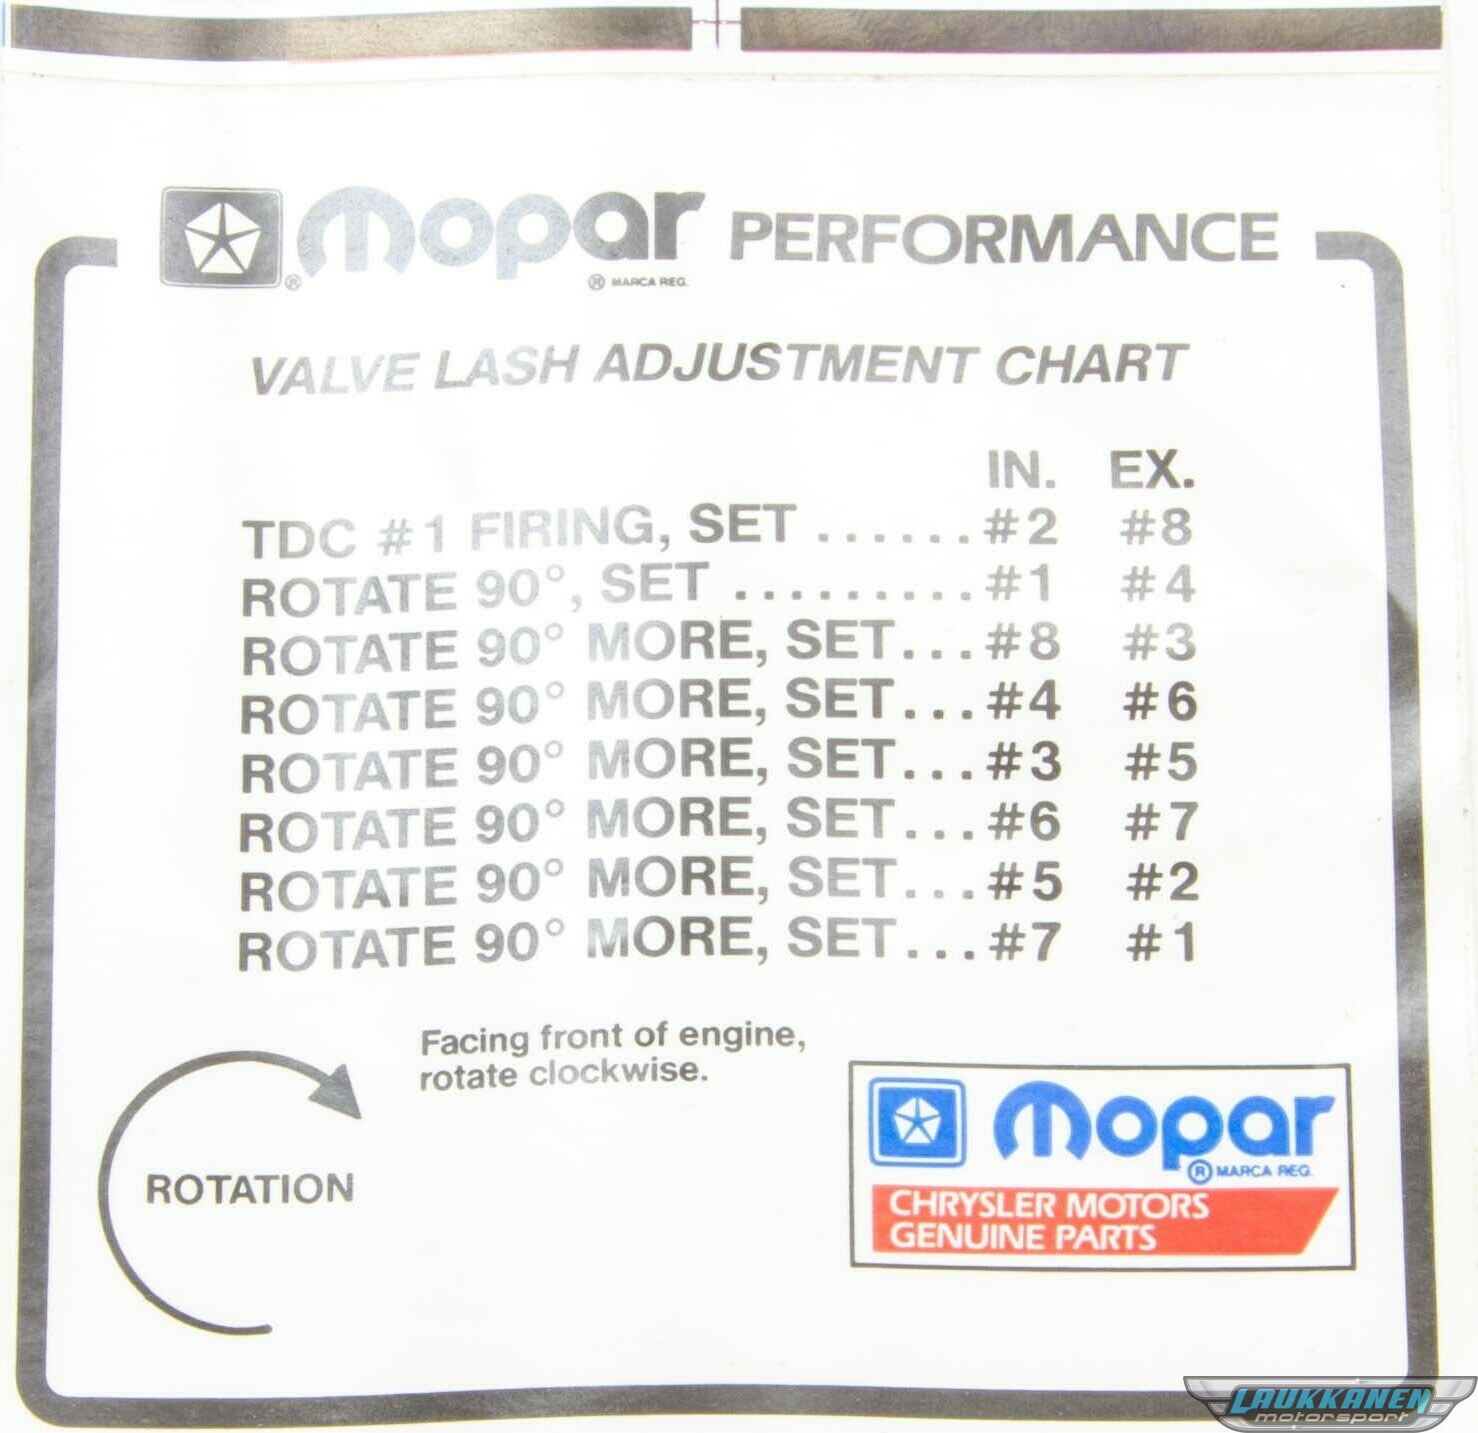 ® mopar PERFORMANCE
® MARCA REG.
VALVE LASH ADJUSTMENT CHART
IN. EX.
TDC #1 FIRING, SET ......#2 #8
ROTATE 90°, SET .........#1 #4
ROTATE 90° MORE, SET...#8 #3
ROTATE 90° MORE, SET...#4 #6
ROTATE 90° MORE, SET...#3 #5
ROTATE 90° MORE, SET...#6 #7
ROTATE 90° MORE, SET...#5 #2
ROTATE 90° MORE, SET...#7 #1
Facing front of engine,
rotate clockwise.
ROTATION
mopar
® MARCA REG.
CHRYSLER MOTORS
GENUINE PARTS
LAUKKANEN
motorsport